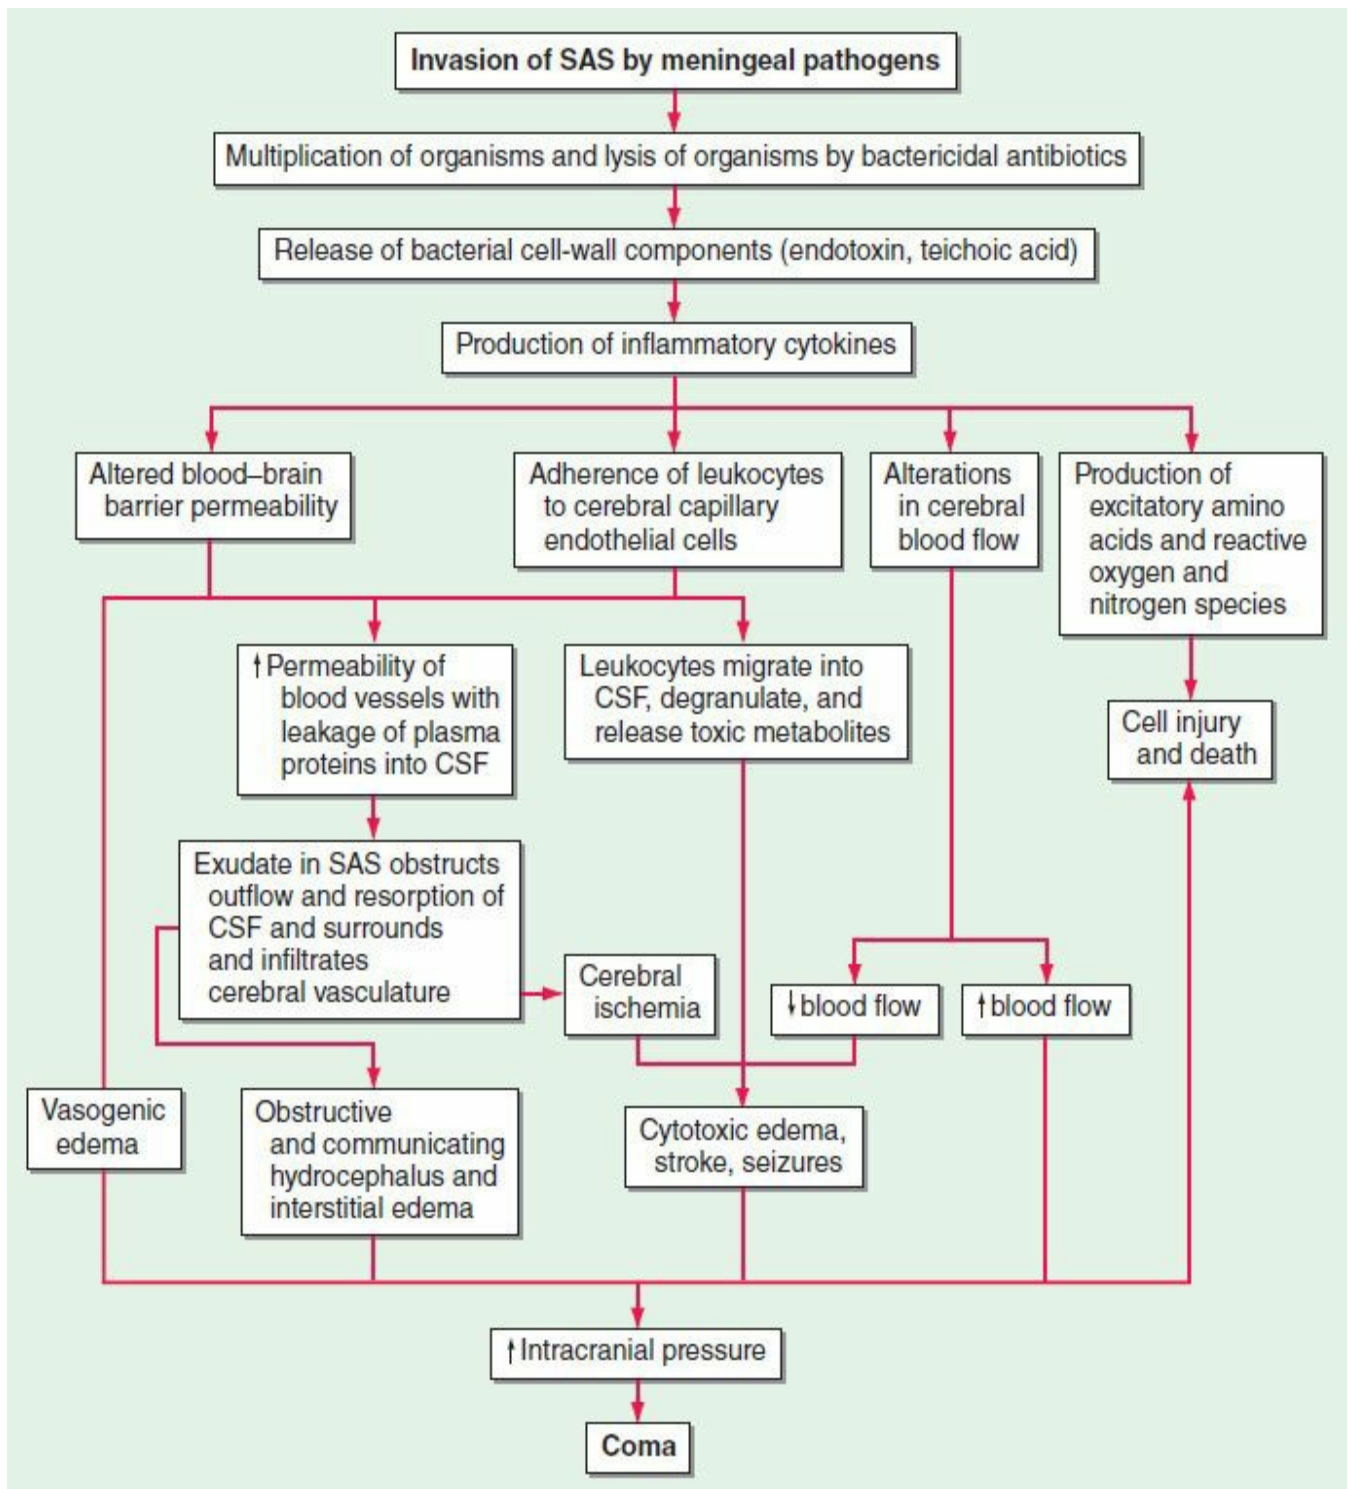 Invasion of SAS by meningeal pathogens
Multiplication of organisms and lysis of organisms by bactericidal antibiotics
Release of bacterial cell-wall components (endotoxin, teichoic acid)
Production of inflammatory cytokines
Altered blood–brain
barrier permeability
Adherence of leukocytes
to cerebral capillary
endothelial cells
Alterations
in cerebral
blood flow
Production of
excitatory amino
acids and reactive
oxygen and
nitrogen species
↑Permeability of
blood vessels with
leakage of plasma
proteins into CSF
Leukocytes migrate into
CSF, degranulate, and
release toxic metabolites
Cell injury
and death
Exudate in SAS obstructs
outflow and resorption of
CSF and surrounds
and infiltrates
cerebral vasculature
Cerebral
ischemia
↓blood flow
↑blood flow
Vasogenic
edema
Obstructive
and communicating
hydrocephalus and
interstitial edema
Cytotoxic edema,
stroke, seizures
↑Intracranial pressure
Coma